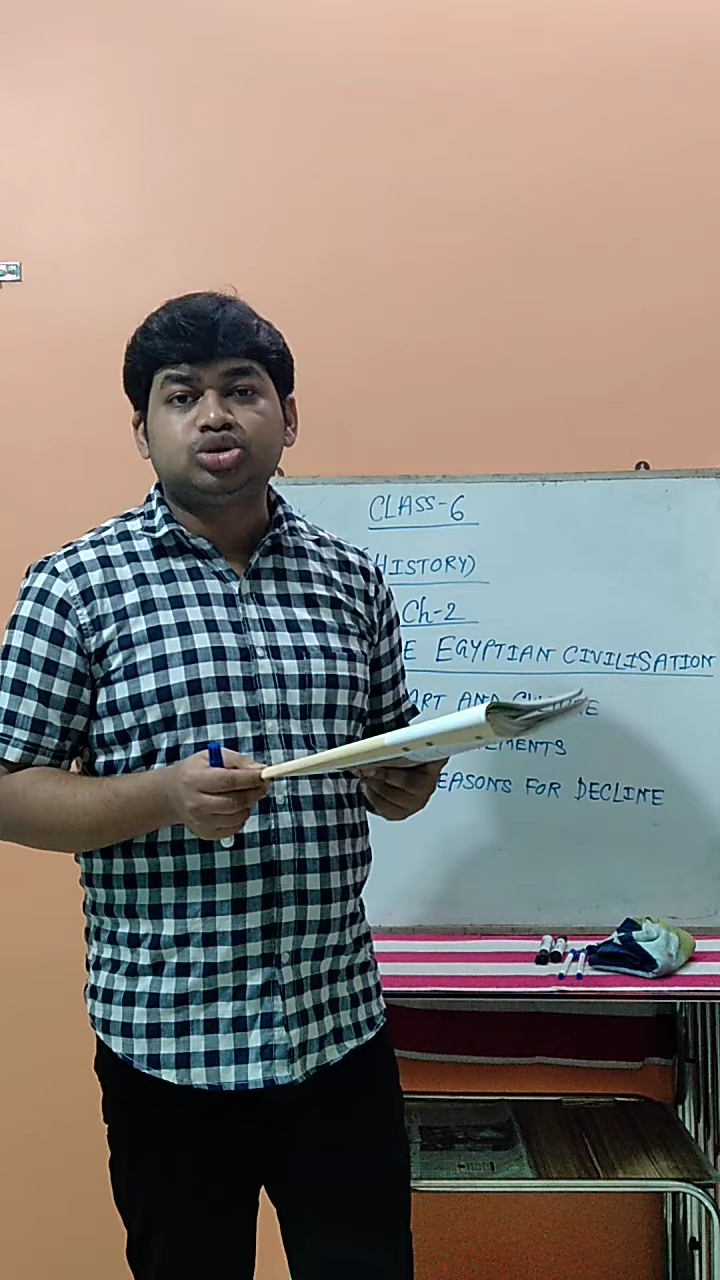 CLASS-6
(HISTORY)
Ch-2
E EGYPTIAN CIVILISATION
ART AND
EMENTS
EASONS FOR DECLINE